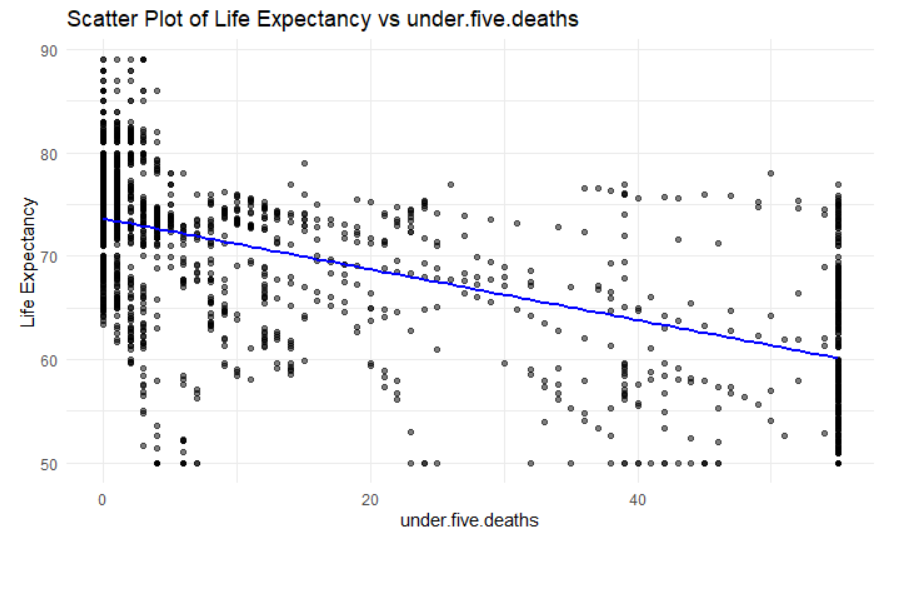 Scatter Plot of Life Expectancy vs under.five.deaths
90
80
70
60
50
Life Expectancy
0 20 40
under.five.deaths